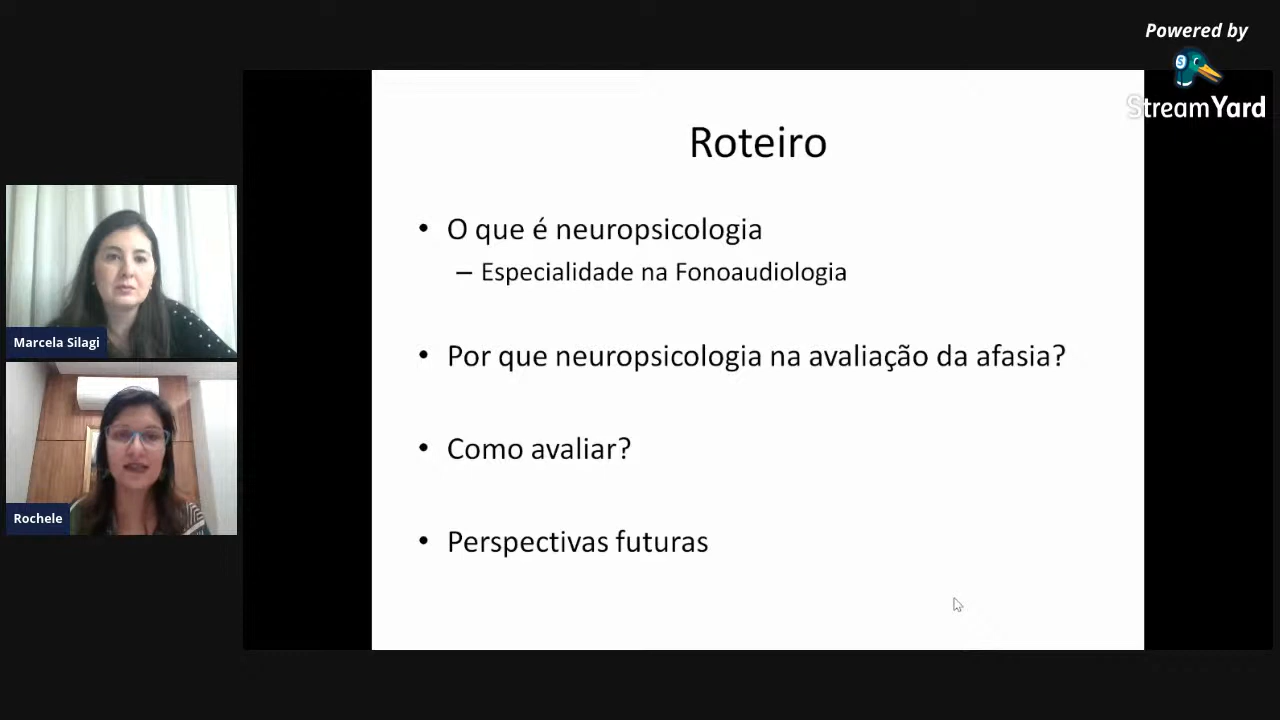 Powered by
StreamYard
Roteiro
• O que é neuropsicologia
– Especialidade na Fonoaudiologia
• Por que neuropsicologia na avaliação da afasia?
• Como avaliar?
• Perspectivas futuras
Marcela Silagi
Rochele